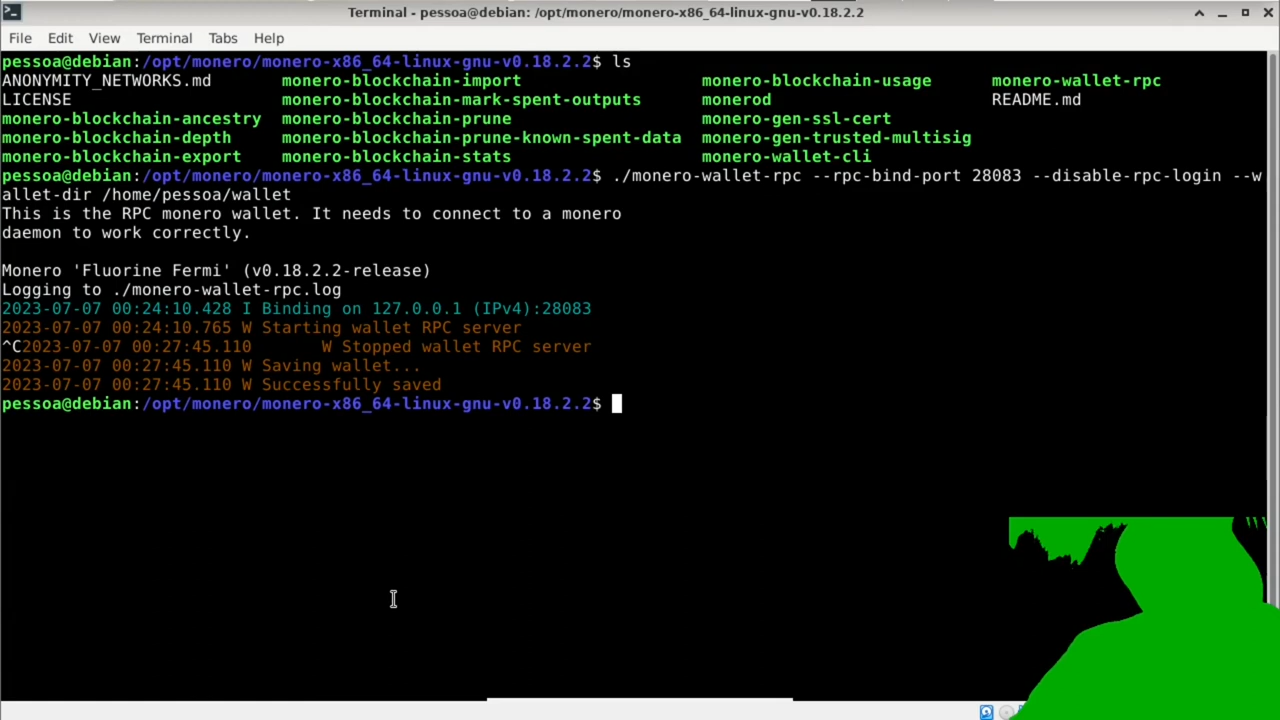 Terminal - pessoa@debian: /opt/monero/monero-x86_64-linux-gnu-v0.18.2.2
File Edit View Terminal Tabs Help
pessoa@debian:/opt/monero/monero-x86_64-linux-gnu-v0.18.2.2$ ls
ANONYMITY_NETWORKS.md monero-blockchain-import monero-blockchain-usage monero-wallet-rpc
LICENSE monero-blockchain-mark-spent-outputs monerod README.md
monero-blockchain-ancestry monero-blockchain-prune monero-gen-ssl-cert
monero-blockchain-depth monero-blockchain-prune-known-spent-data monero-gen-trusted-multisig
monero-blockchain-export monero-blockchain-stats monero-wallet-cli
pessoa@debian:/opt/monero/monero-x86_64-linux-gnu-v0.18.2.2$ ./monero-wallet-rpc --rpc-bind-port 28083 --disable-rpc-login --w
allet-dir /home/pessoa/wallet
This is the RPC monero wallet. It needs to connect to a monero
daemon to work correctly.
Monero 'Fluorine Fermi' (v0.18.2.2-release)
Logging to ./monero-wallet-rpc.log
2023-07-07 00:24:10.428 I Binding on 127.0.0.1 (IPv4):28083
2023-07-07 00:24:10.765 W Starting wallet RPC server
^C2023-07-07 00:27:45.110 W Stopped wallet RPC server
2023-07-07 00:27:45.110 W Saving wallet...
2023-07-07 00:27:45.110 W Successfully saved
pessoa@debian:/opt/monero/monero-x86_64-linux-gnu-v0.18.2.2$